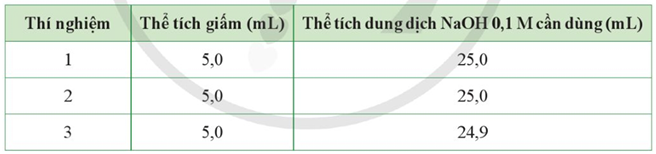 Thí nghiệm Thể tích giấm (mL) Thể tích dung dịch NaOH 0,1 M cần dùng (mL)
1 5,0 25,0
2 5,0 25,0
3 5,0 24,9